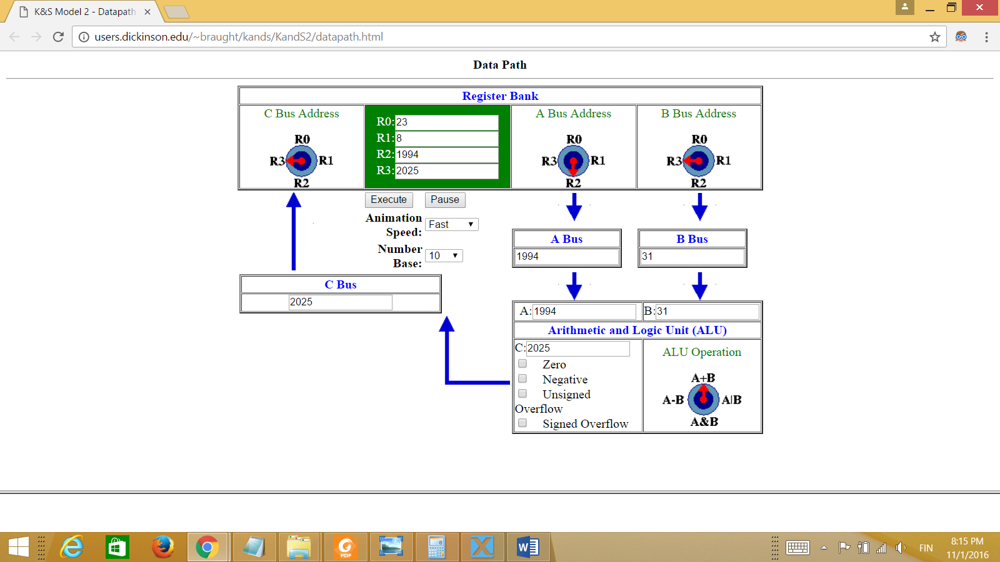 K&S Model 2 - Datapath
users.dickinson.edu/~braught/kands/KandS2/datapath.html
Data Path
Register Bank
C Bus Address
R0
R3 R1
R2
R0: 23
R1: 8
R2: 1994
R3: 2025
A Bus Address
R0
R3 R1
R2
B Bus Address
R0
R3 R1
R2
Execute Pause
Animation Speed: Fast
Number Base: 10
A Bus
1994
B Bus
31
C Bus
2025
A: 1994 B: 31
Arithmetic and Logic Unit (ALU)
C: 2025
Zero
Negative
Unsigned
Overflow
Signed Overflow
ALU Operation
A+B
A-B A|B
A&B
PDF
W
FIN
8:15 PM
11/1/2016